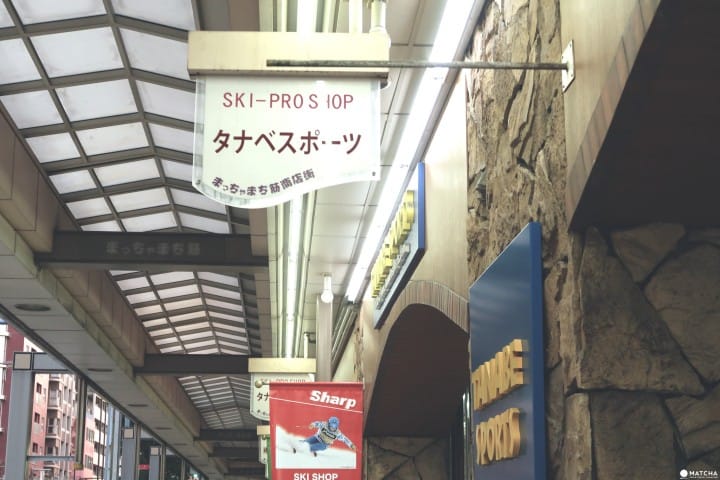 SKI-PRO SHOP
タナベスポーツ
まっちゃまち筋商店街
まっちゃまち筋
Sharp
SKI SHOP
TANABE
SPORTS
MATCHA